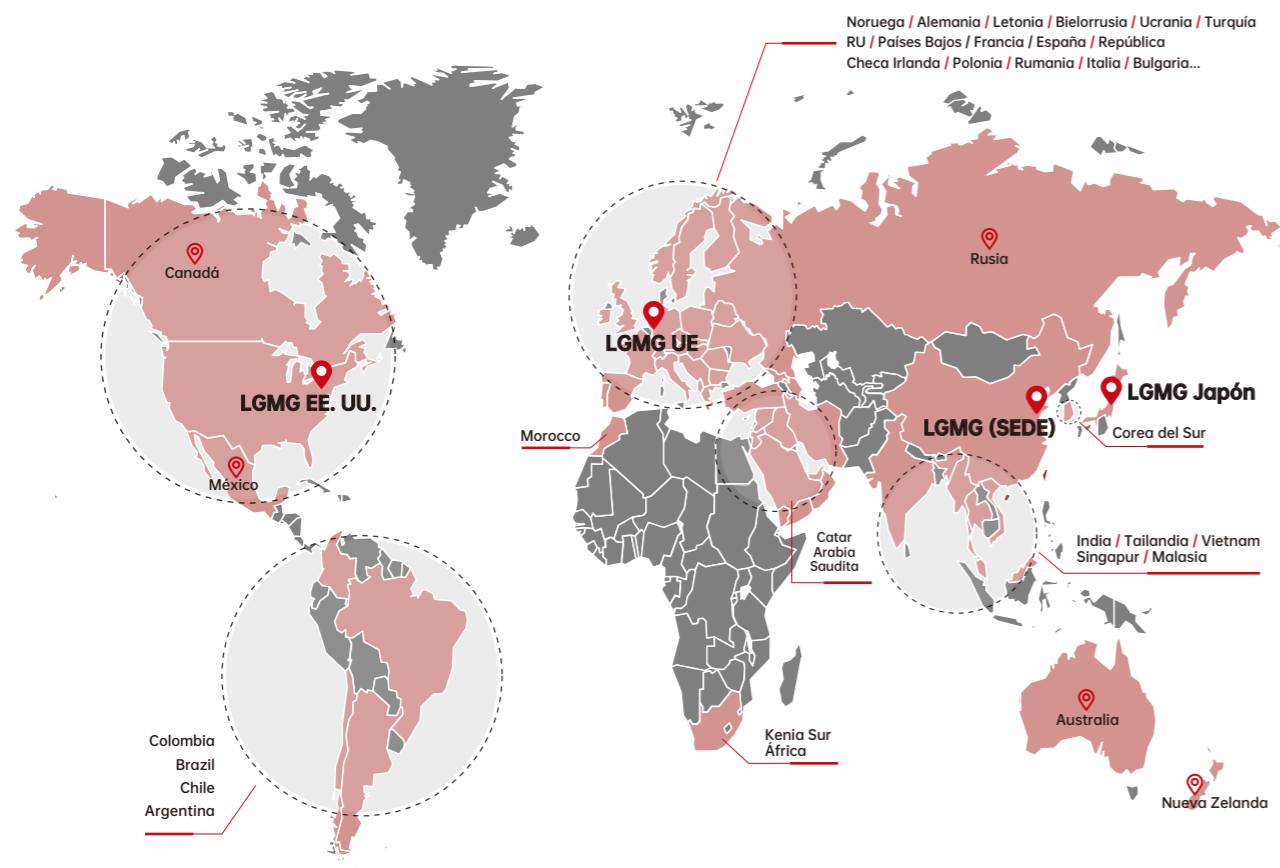 Noruega / Alemania / Letonia / Bielorrusia / Ucrania / Turquía
RU / Países Bajos / Francia / España / República
Checa Irlanda / Polonia / Rumania / Italia / Bulgaria...
Canadá
Rusia
LGMG UE
LGMG EE. UU.
LGMG Japón
LGMG (SEDE)
Corea del Sur
Morocco
México
Catar
Arabia
Saudita
India / Tailandia / Vietnam
Singapur / Malasia
Australia
Kenia Sur
África
Colombia
Brazil
Chile
Argentina
Nueva Zelanda